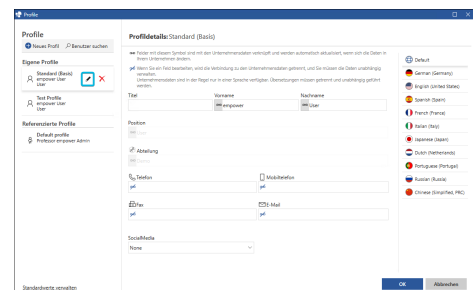 Profile
Profile
Neues Profil
Benutzer suchen
Eigene Profile
Standard (Basis)
empower User
User
Test Profile
empower User
User
Referenzierte Profile
Default profile
Professor empower Admin
Standardwerte verwalten
Profildetails: Standard (Basis)
Felder mit diesem Symbol sind mit den Unternehmensdaten verknüpft und werden automatisch aktualisiert, wenn sich die Daten in
Ihrem Unternehmen ändern.
Wenn Sie ein Feld bearbeiten, wird die Verbindung zu den Unternehmensdaten getrennt, und Sie müssen die Daten unabhängig
verwalten.
Unternehmensdaten sind in der Regel nur in einer Sprache verfügbar. Übersetzungen müssen getrennt und unabhängig geführt
werden.
Titel
Vorname
Nachname
empower
User
Position
Abteilung
Telefon
Mobiltelefon
Fax
E-Mail
SocialMedia
None
Default
German (Germany)
English (United States)
Spanish (Spain)
French (France)
Italian (Italy)
Japanese (Japan)
Dutch (Netherlands)
Portuguese (Portugal)
Russian (Russia)
Chinese (Simplified, PRC)
OK
Abbrechen